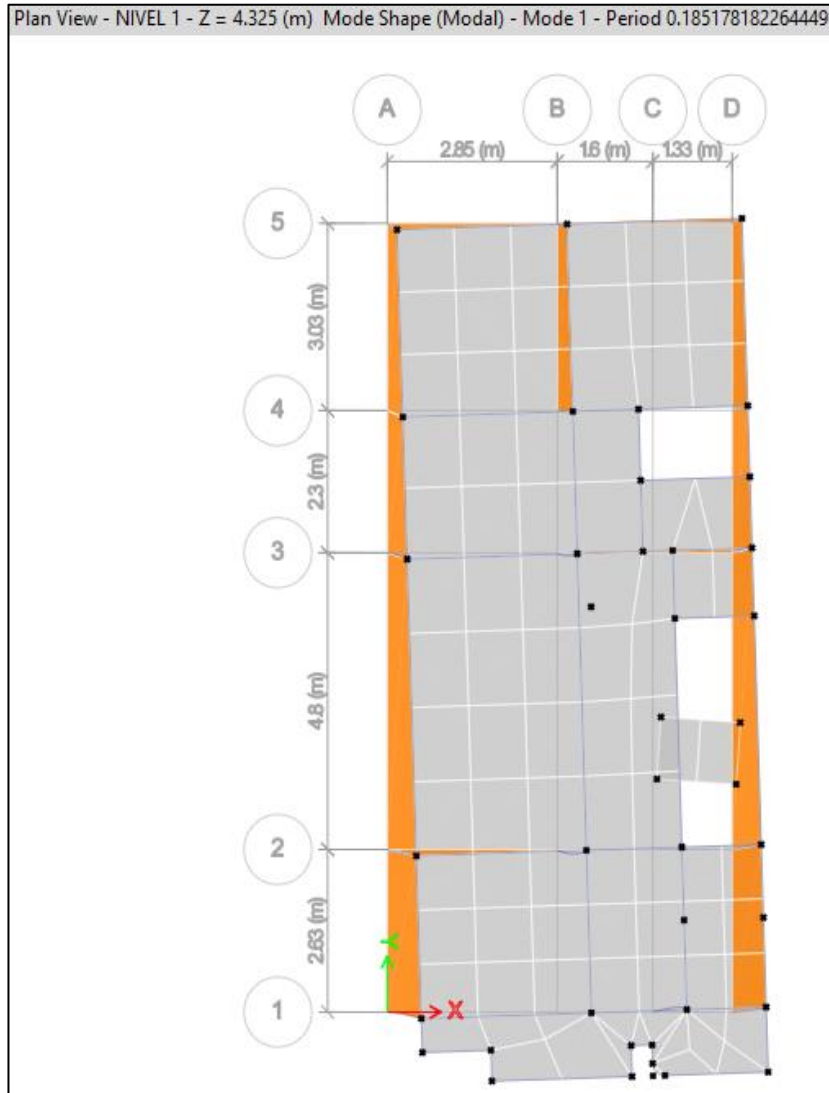 Plan View - NIVEL 1 - Z = 4.325 (m) Mode Shape (Modal) - Mode 1 - Period 0.185178182264449
A B C D
2.85 (m) 1.6 (m) 1.33 (m)
5
3.03 (m)
4
2.3 (m)
3
4.8 (m)
2
2.63 (m)
Y
1
X